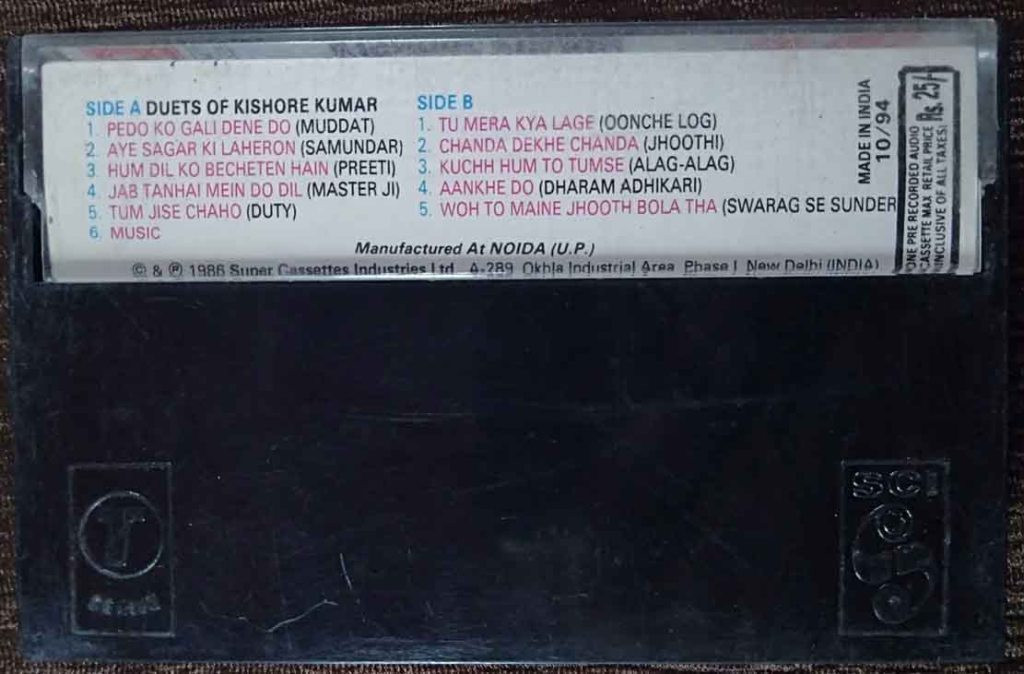 SIDE A DUETS OF KISHORE KUMAR
1. PEDO KO GALI DENE DO (MUDDAT)
2. AYE SAGAR KI LAHERON (SAMUNDAR)
3. HUM DIL KO BECHETEN HAIN (PREETI)
4. JAB TANHAI MEIN DO DIL (MASTER JI)
5. TUM JISE CHAHO (DUTY)
6. MUSIC
SIDE B
1. TU MERA KYA LAGE (OONCHE LOG)
2. CHANDA DEKHE CHANDA (JHOOTHI)
3. KUCHH HUM TO TUMSE (ALAG-ALAG)
4. AANKHE DO (DHARAM ADHIKARI)
5. WOH TO MAINE JHOOTH BOLA THA (SWARAG SE SUNDER
Manufactured At NOIDA (U.P.)
© & ℗ 1986 Super Cassettes Industries Ltd. A-289, Okhla Industrial Area, Phase I, New Delhi (INDIA)
MADE IN INDIA
10/94
ONE PRE RECORDED AUDIO
CASSETTE MAX RETAIL PRICE Rs. 25/-
INCLUSIVE OF ALL TAXES
T
SCI